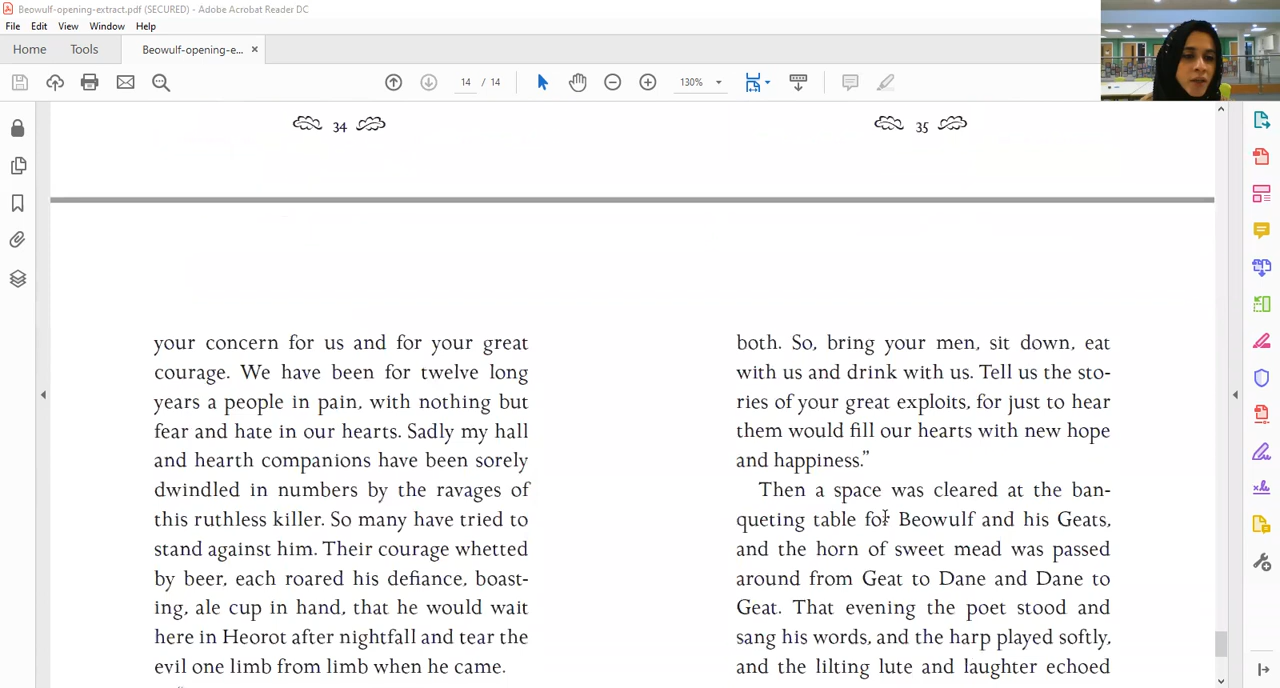 Beowulf-opening-extract.pdf (SECURED) - Adobe Acrobat Reader DC
File Edit View Window Help
Home Tools Beowulf-opening-e... ×
14 / 14 130%
34
35
your concern for us and for your great
courage. We have been for twelve long
years a people in pain, with nothing but
fear and hate in our hearts. Sadly my hall
and hearth companions have been sorely
dwindled in numbers by the ravages of
this ruthless killer. So many have tried to
stand against him. Their courage whetted
by beer, each roared his defiance, boast-
ing, ale cup in hand, that he would wait
here in Heorot after nightfall and tear the
evil one limb from limb when he came.
both. So, bring your men, sit down, eat
with us and drink with us. Tell us the sto-
ries of your great exploits, for just to hear
them would fill our hearts with new hope
and happiness.”
Then a space was cleared at the ban-
queting table for Beowulf and his Geats,
and the horn of sweet mead was passed
around from Geat to Dane and Dane to
Geat. That evening the poet stood and
sang his words, and the harp played softly,
and the lilting lute and laughter echoed